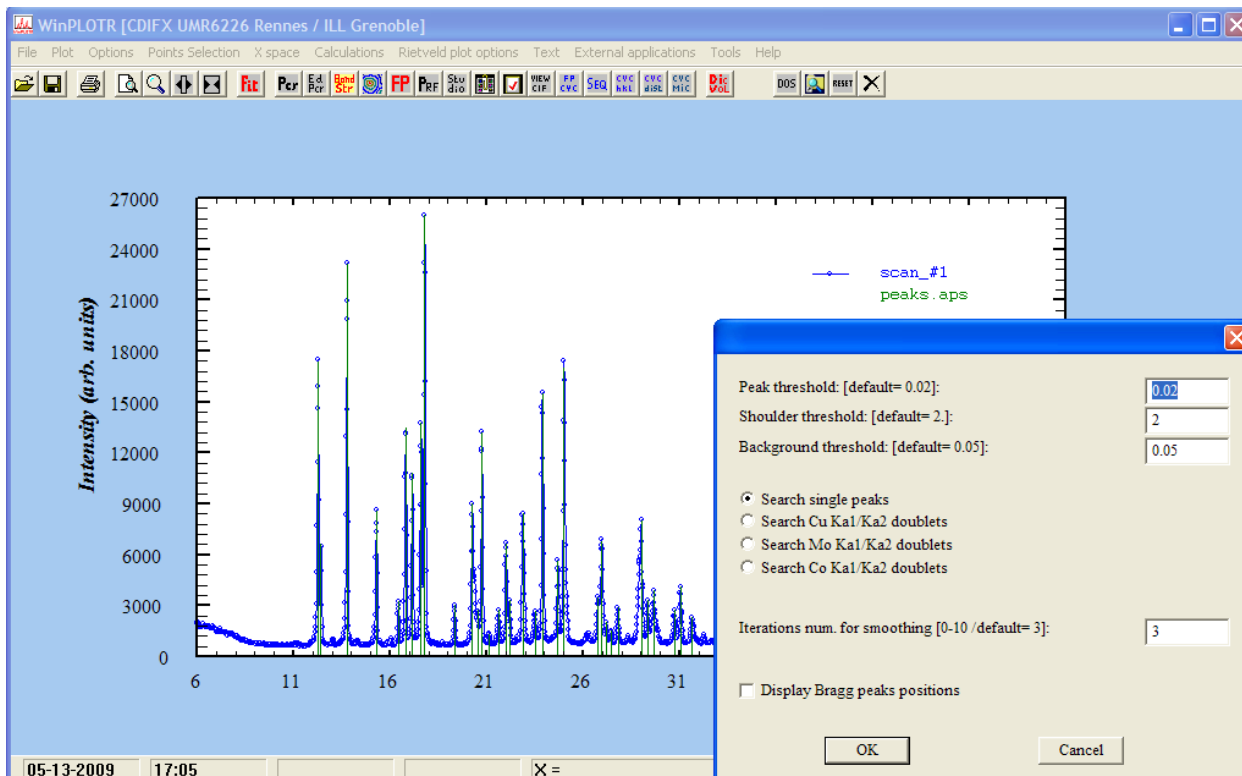 WinPLOTR [CDIFX UMR6226 Rennes / ILL Grenoble]
File Plot Options Points Selection X space Calculations Rietveld plot options Text External applications Tools Help
Fit Pcr Ed Pcr Bond Str FP PRF Stu dio VIEW CIF FP CYC SEQ CYC hkl CYC dist CYC MiC Dic VOL DOS RESET
27000
24000
21000
18000
15000
12000
9000
6000
3000
0
Intensity (arb. units)
6 11 16 21 26 31
scan_#1
peaks.aps
Peak threshold: [default= 0.02]: 0.02
Shoulder threshold: [default= 2.]: 2
Background threshold: [default= 0.05]: 0.05
Search single peaks
Search Cu Ka1/Ka2 doublets
Search Mo Ka1/Ka2 doublets
Search Co Ka1/Ka2 doublets
Iterations num. for smoothing [0-10 /default= 3]: 3
Display Bragg peaks positions
OK Cancel
05-13-2009 17:05 X =